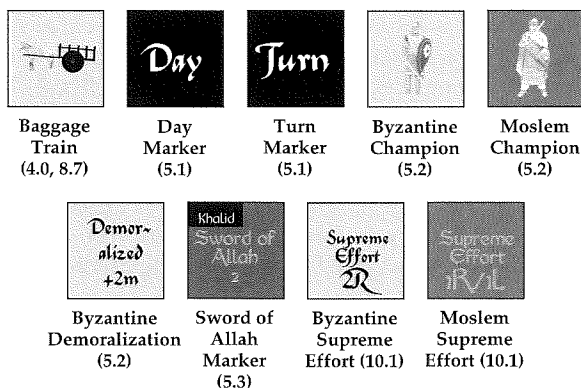 Day
Turn
Baggage
Train
(4.0, 8.7)
Day
Marker
(5.1)
Turn
Marker
(5.1)
Byzantine
Champion
(5.2)
Moslem
Champion
(5.2)
Demor-
alized
+2m
Khalid
Sword of
Allah
2
Supreme
Effort
2R
Supreme
Effort
1R/1L
Byzantine
Demoralization
(5.2)
Sword of
Allah
Marker
(5.3)
Byzantine
Supreme
Effort (10.1)
Moslem
Supreme
Effort (10.1)